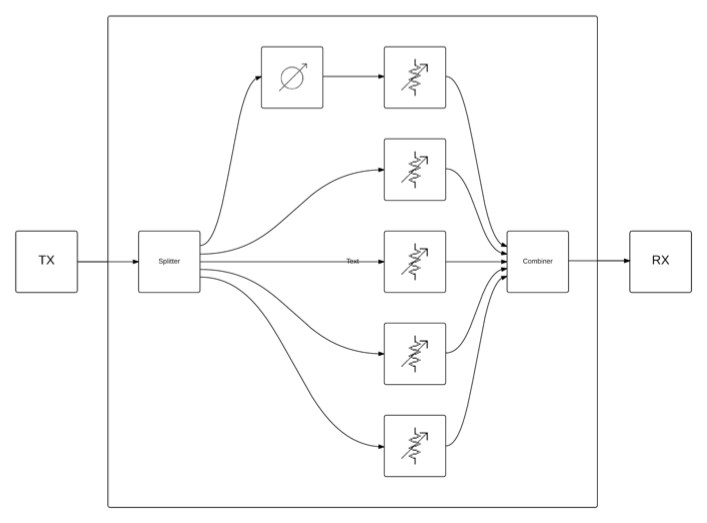 TX
Splitter
Text
Combiner
RX